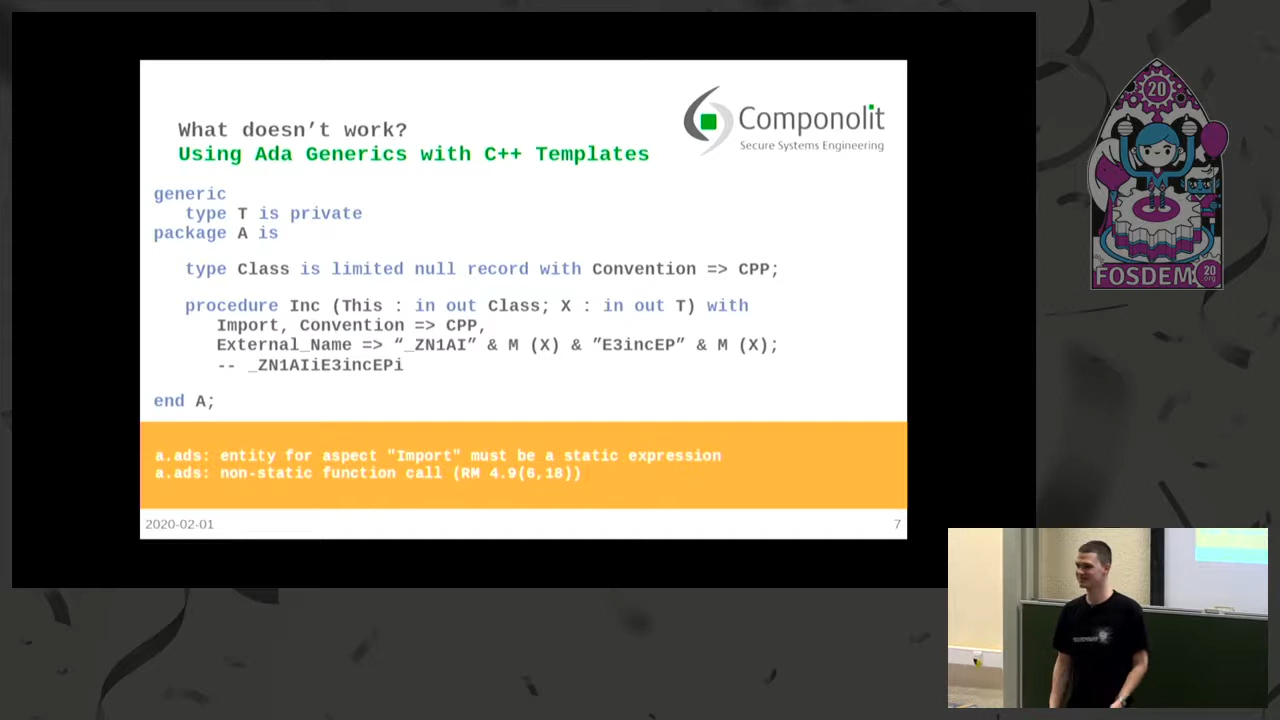 What doesn’t work?
Using Ada Generics with C++ Templates
Componolit
Secure Systems Engineering
generic
type T is private
package A is
type Class is limited null record with Convention => CPP;
procedure Inc (This : in out Class; X : in out T) with
Import, Convention => CPP,
External_Name => “_ZN1AI” & M (X) & ”E3incEP” & M (X);
-- _ZN1AIiE3incEPi
end A;
a.ads: entity for aspect "Import" must be a static expression
a.ads: non-static function call (RM 4.9(6,18))
2020-02-01
7
20
FOSDEM
20
.org